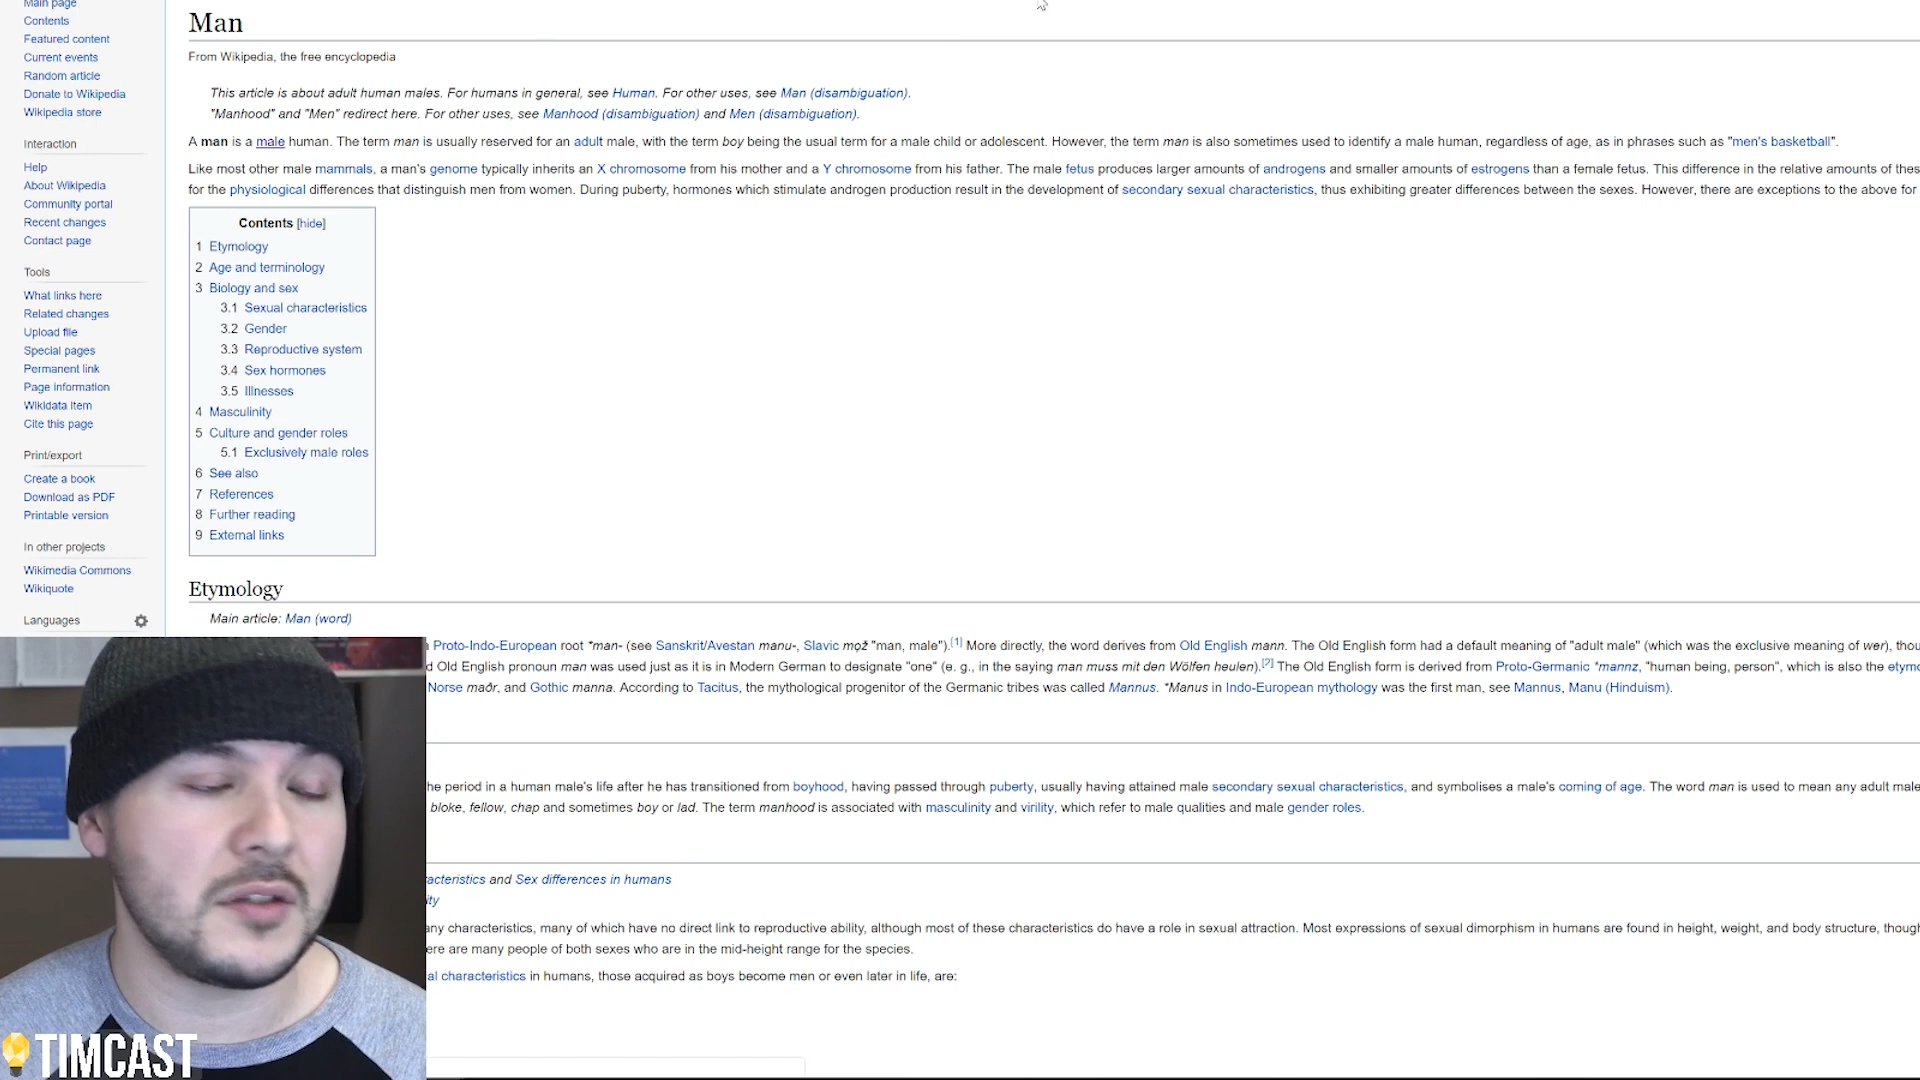 Main page
Contents
Featured content
Current events
Random article
Donate to Wikipedia
Wikipedia store
Interaction
Help
About Wikipedia
Community portal
Recent changes
Contact page
Tools
What links here
Related changes
Upload file
Special pages
Permanent link
Page information
Wikidata item
Cite this page
Print/export
Create a book
Download as PDF
Printable version
In other projects
Wikimedia Commons
Wikiquote
Languages
Man
From Wikipedia, the free encyclopedia
This article is about adult human males. For humans in general, see Human. For other uses, see Man (disambiguation).
"Manhood" and "Men" redirect here. For other uses, see Manhood (disambiguation) and Men (disambiguation).
A man is a male human. The term man is usually reserved for an adult male, with the term boy being the usual term for a male child or adolescent. However, the term man is also sometimes used to identify a male human, regardless of age, as in phrases such as "men's basketball".
Like most other male mammals, a man's genome typically inherits an X chromosome from his mother and a Y chromosome from his father. The male fetus produces larger amounts of androgens and smaller amounts of estrogens than a female fetus. This difference in the relative amounts of thes
for the physiological differences that distinguish men from women. During puberty, hormones which stimulate androgen production result in the development of secondary sexual characteristics, thus exhibiting greater differences between the sexes. However, there are exceptions to the above for
Contents [hide]
1 Etymology
2 Age and terminology
3 Biology and sex
3.1 Sexual characteristics
3.2 Gender
3.3 Reproductive system
3.4 Sex hormones
3.5 Illnesses
4 Masculinity
5 Culture and gender roles
5.1 Exclusively male roles
6 See also
7 References
8 Further reading
9 External links
Etymology
Main article: Man (word)
Proto-Indo-European root *man- (see Sanskrit/Avestan manu-, Slavic mǫž "man, male").[1] More directly, the word derives from Old English mann. The Old English form had a default meaning of "adult male" (which was the exclusive meaning of wer), thou
d Old English pronoun man was used just as it is in Modern German to designate "one" (e. g., in the saying man muss mit den Wölfen heulen).[2] The Old English form is derived from Proto-Germanic *mannz, "human being, person", which is also the etymo
Norse maðr, and Gothic manna. According to Tacitus, the mythological progenitor of the Germanic tribes was called Mannus. *Manus in Indo-European mythology was the first man, see Mannus, Manu (Hinduism).
he period in a human male's life after he has transitioned from boyhood, having passed through puberty, usually having attained male secondary sexual characteristics, and symbolises a male's coming of age. The word man is used to mean any adult male
bloke, fellow, chap and sometimes boy or lad. The term manhood is associated with masculinity and virility, which refer to male qualities and male gender roles.
acteristics and Sex differences in humans
ity
any characteristics, many of which have no direct link to reproductive ability, although most of these characteristics do have a role in sexual attraction. Most expressions of sexual dimorphism in humans are found in height, weight, and body structure, though
ere are many people of both sexes who are in the mid-height range for the species.
al characteristics in humans, those acquired as boys become men or even later in life, are:
TIMCAST